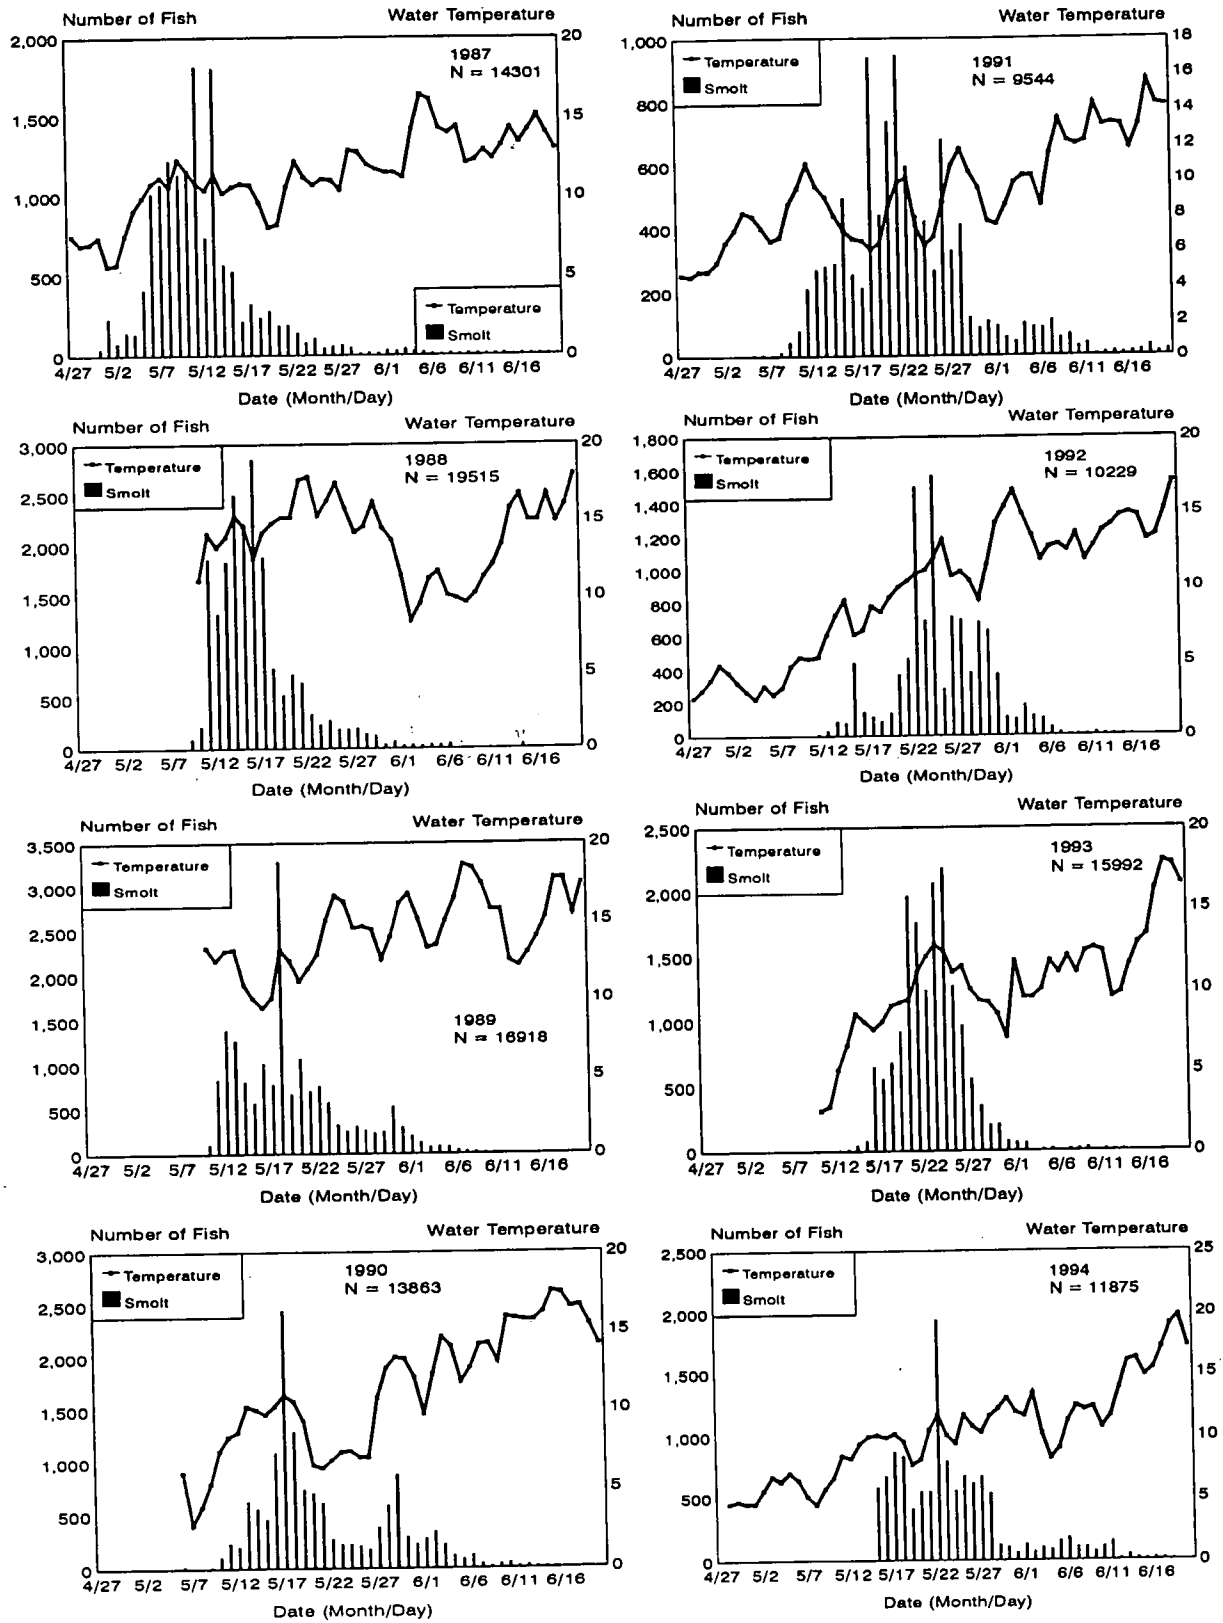 Number of Fish
Water Temperature
2,000
1,500
1,000
500
0
20
15
10
5
0
1987
N = 14301
Temperature
Smolt
4/27 5/2 5/7 5/12 5/17 5/22 5/27 6/1 6/6 6/11 6/16
Date (Month/Day)
Number of Fish
Water Temperature
1,000
800
600
400
200
0
18
16
14
12
10
8
6
4
2
0
Temperature
Smolt
1991
N = 9544
4/27 5/2 5/7 5/12 5/17 5/22 5/27 6/1 6/6 6/11 6/16
Date (Month/Day)
Number of Fish
Water Temperature
3,000
2,500
2,000
1,500
1,000
500
0
20
15
10
5
0
Temperature
Smolt
1988
N = 19515
4/27 5/2 5/7 5/12 5/17 5/22 5/27 6/1 6/6 6/11 6/16
Date (Month/Day)
Number of Fish
Water Temperature
1,800
1,600
1,400
1,200
1,000
800
600
400
200
0
20
15
10
5
0
Temperature
Smolt
1992
N = 10229
4/27 5/2 5/7 5/12 5/17 5/22 5/27 6/1 6/6 6/11 6/16
Date (Month/Day)
Number of Fish
Water Temperature
3,500
3,000
2,500
2,000
1,500
1,000
500
0
20
15
10
5
0
Temperature
Smolt
1989
N = 16918
4/27 5/2 5/7 5/12 5/17 5/22 5/27 6/1 6/6 6/11 6/16
Date (Month/Day)
Number of Fish
Water Temperature
2,500
2,000
1,500
1,000
500
0
20
15
10
5
0
Temperature
Smolt
1993
N = 15992
4/27 5/2 5/7 5/12 5/17 5/22 5/27 6/1 6/6 6/11 6/16
Date (Month/Day)
Number of Fish
Water Temperature
3,000
2,500
2,000
1,500
1,000
500
0
20
15
10
5
0
Temperature
Smolt
1990
N = 13863
4/27 5/2 5/7 5/12 5/17 5/22 5/27 6/1 6/6 6/11 6/16
Date (Month/Day)
Number of Fish
Water Temperature
2,500
2,000
1,500
1,000
500
0
25
20
15
10
5
0
Temperature
Smolt
1994
N = 11875
4/27 5/2 5/7 5/12 5/17 5/22 5/27 6/1 6/6 6/11 6/16
Date (Month/Day)